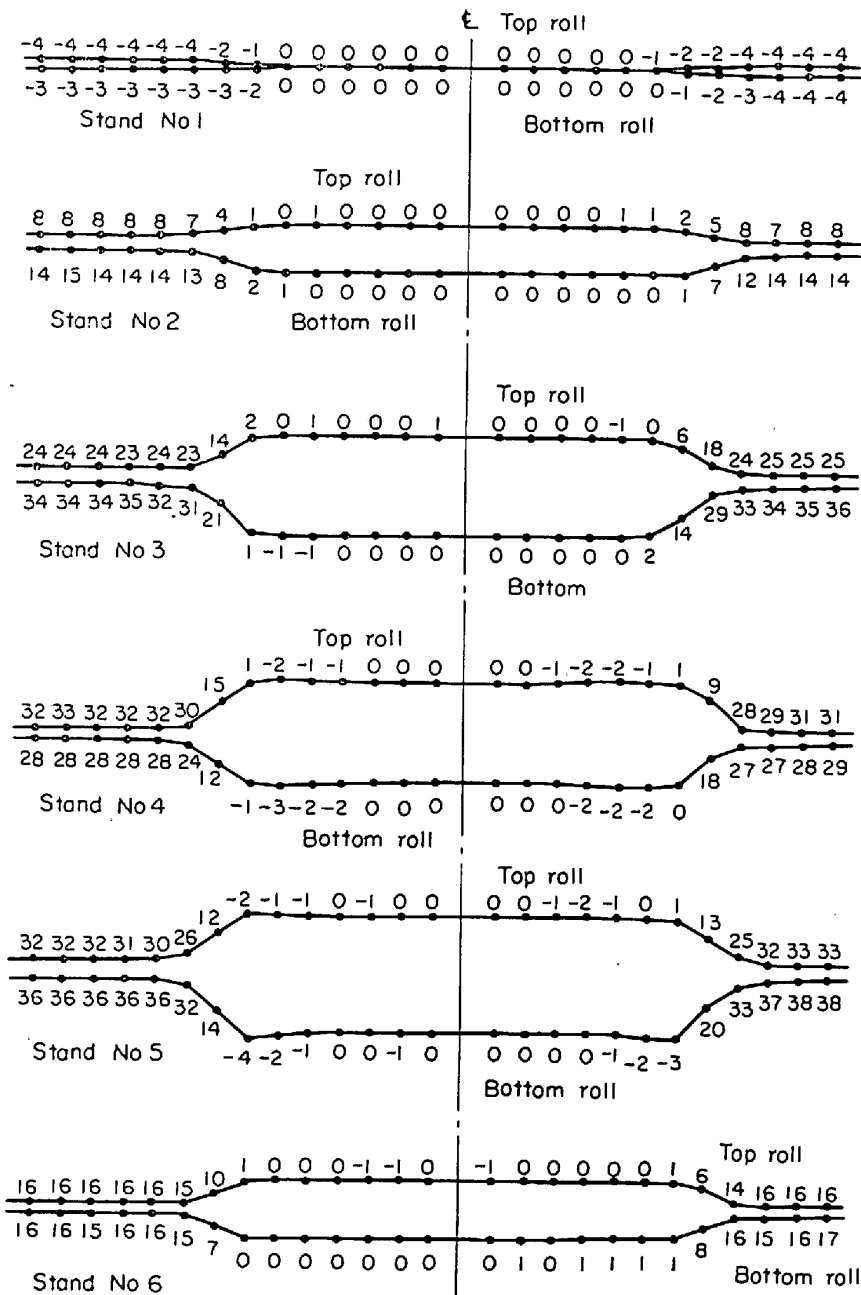 ℄ Top roll
-4 -4 -4 -4 -4 -4 -2 -1 0 0 0 0 0 0 0 0 0 0 0 -1 -2 -2 -4 -4 -4 -4
-3 -3 -3 -3 -3 -3 -3 -2 0 0 0 0 0 0 0 0 0 0 0 0 -1 -2 -3 -4 -4 -4
Stand No 1 Bottom roll
Top roll
8 8 8 8 8 7 4 1 0 1 0 0 0 0 0 0 0 0 1 1 2 5 8 7 8 8
14 15 14 14 14 13 8 2 1 0 0 0 0 0 0 0 0 0 0 0 1 7 12 14 14 14
Stand No 2 Bottom roll
Top roll
24 24 24 23 24 23 14 2 0 1 0 0 0 1 0 0 0 0 -1 0 6 18 24 25 25 25
34 34 34 35 32 31 21 1 -1 -1 0 0 0 0 0 0 0 0 0 2 14 29 33 34 35 36
Stand No 3 Bottom
Top roll
32 33 32 32 32 30 15 1 -2 -1 -1 0 0 0 0 0 -1 -2 -2 -1 1 9 28 29 31 31
28 28 28 28 28 24 12 -1 -3 -2 -2 0 0 0 0 0 0 -2 -2 -2 0 18 27 27 28 29
Stand No 4 Bottom roll
Top roll
32 32 32 31 30 26 12 -2 -1 -1 0 -1 0 0 0 0 -1 -2 -1 0 1 13 25 32 33 33
36 36 36 36 36 32 14 -4 -2 -1 0 0 -1 0 0 0 0 0 -1 -2 -3 20 33 37 38 38
Stand No 5 Bottom roll
Top roll
16 16 16 16 16 15 10 1 0 0 0 -1 -1 0 -1 0 0 0 0 0 1 6 14 16 16 16
16 16 15 16 16 15 7 0 0 0 0 0 0 0 0 1 0 1 1 1 1 8 16 15 16 17
Stand No 6 Bottom roll